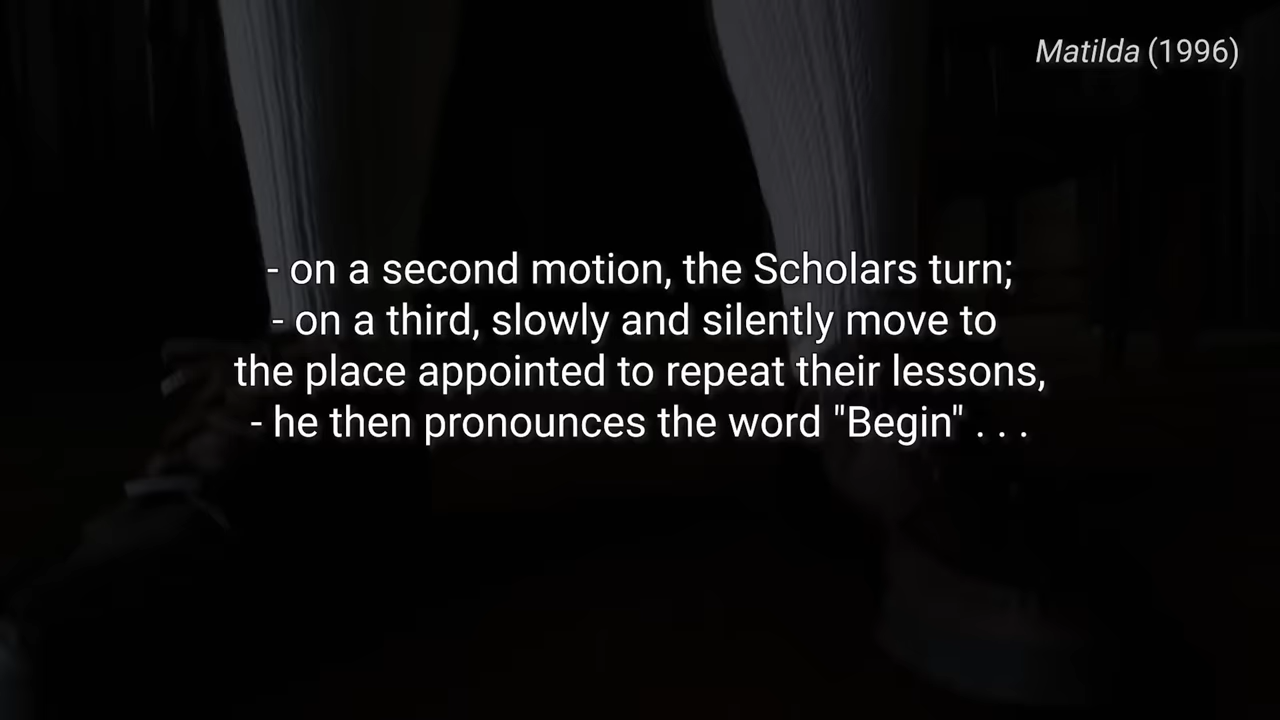 Matilda (1996)
- on a second motion, the Scholars turn;
- on a third, slowly and silently move to
the place appointed to repeat their lessons,
- he then pronounces the word "Begin" . . .